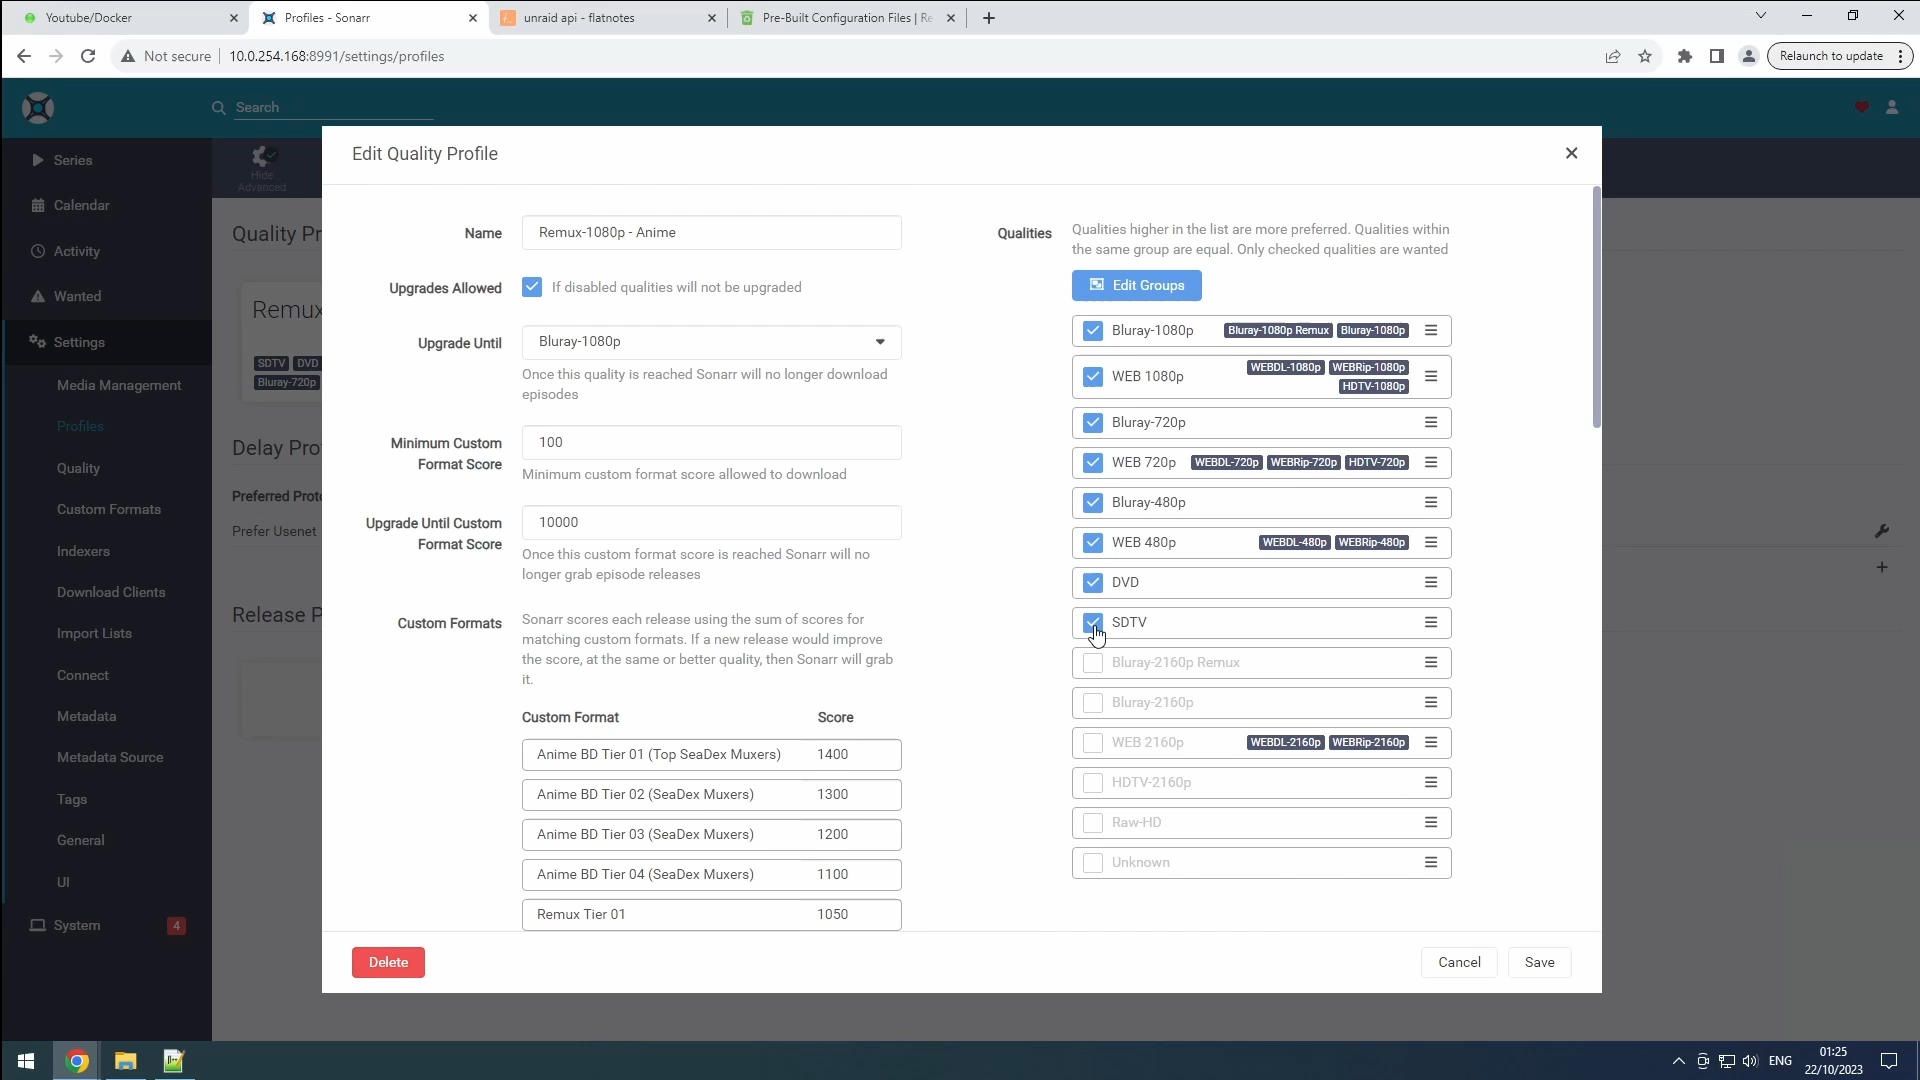 Youtube/Docker
Profiles - Sonarr
unraid api - flatnotes
Pre-Built Configuration Files | Re
Not secure
10.0.254.168:8991/settings/profiles
Relaunch to update
Search
Series
Calendar
Activity
Wanted
Settings
Media Management
Profiles
Quality
Custom Formats
Indexers
Download Clients
Import Lists
Connect
Metadata
Metadata Source
Tags
General
UI
System
4
Hide
Advanced
Quality Pr
Remux
SDTV DVD
Bluray-720p
Delay Pro
Preferred Proto
Prefer Usenet
Release P
Edit Quality Profile
Name
Remux-1080p - Anime
Upgrades Allowed
If disabled qualities will not be upgraded
Upgrade Until
Bluray-1080p
Once this quality is reached Sonarr will no longer download
episodes
Minimum Custom
Format Score
100
Minimum custom format score allowed to download
Upgrade Until Custom
Format Score
10000
Once this custom format score is reached Sonarr will no
longer grab episode releases
Custom Formats
Sonarr scores each release using the sum of scores for
matching custom formats. If a new release would improve
the score, at the same or better quality, then Sonarr will grab
it.
Custom Format Score
Anime BD Tier 01 (Top SeaDex Muxers) 1400
Anime BD Tier 02 (SeaDex Muxers) 1300
Anime BD Tier 03 (SeaDex Muxers) 1200
Anime BD Tier 04 (SeaDex Muxers) 1100
Remux Tier 01 1050
Qualities
Qualities higher in the list are more preferred. Qualities within
the same group are equal. Only checked qualities are wanted
Edit Groups
Bluray-1080p Bluray-1080p Remux Bluray-1080p
WEB 1080p WEBDL-1080p WEBRip-1080p
HDTV-1080p
Bluray-720p
WEB 720p WEBDL-720p WEBRip-720p HDTV-720p
Bluray-480p
WEB 480p WEBDL-480p WEBRip-480p
DVD
SDTV
Bluray-2160p Remux
Bluray-2160p
WEB 2160p WEBDL-2160p WEBRip-2160p
HDTV-2160p
Raw-HD
Unknown
Delete
Cancel
Save
ENG
01:25
22/10/2023